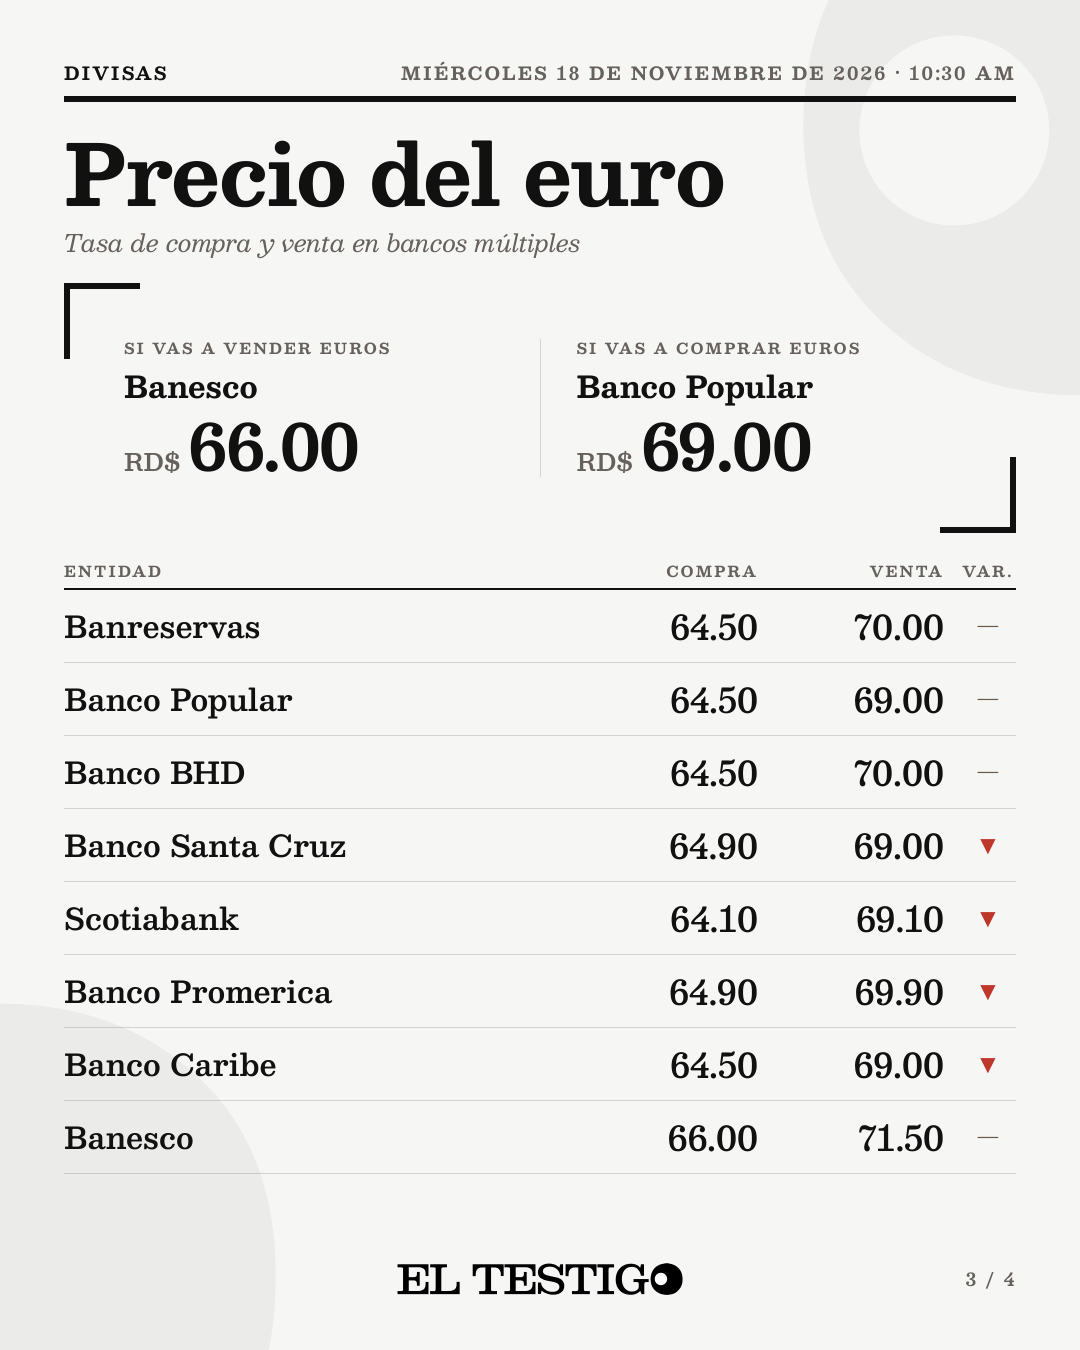 DIVISAS
MIÉRCOLES 18 DE NOVIEMBRE DE 2026 · 10:30 AM
Precio del euro
Tasa de compra y venta en bancos múltiples
SI VAS A VENDER EUROS
Banesco
RD$ 66.00
SI VAS A COMPRAR EUROS
Banco Popular
RD$ 69.00
ENTIDAD COMPRA VENTA VAR.
Banreservas 64.50 70.00 —
Banco Popular 64.50 69.00 —
Banco BHD 64.50 70.00 —
Banco Santa Cruz 64.90 69.00 ▼
Scotiabank 64.10 69.10 ▼
Banco Promerica 64.90 69.90 ▼
Banco Caribe 64.50 69.00 ▼
Banesco 66.00 71.50 —
EL TESTIGO
3 / 4